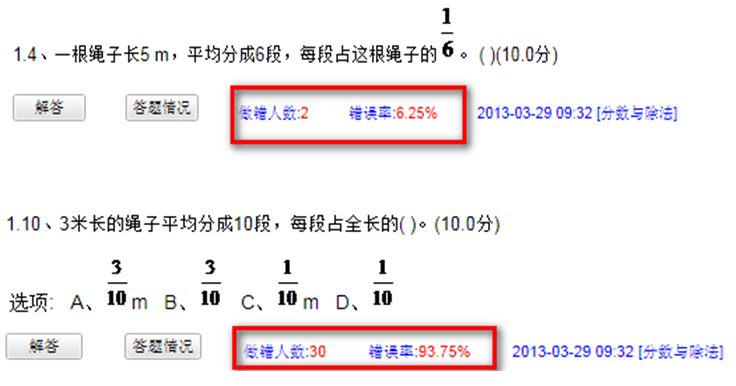 1.4、一根绳子长5 m，平均分成6段，每段占这根绳子的 1/6 。 ( )(10.0分)
解答 答题情况 做错人数:2 错误率:6.25% 2013-03-29 09:32 [分数与除法]
1.10、3米长的绳子平均分成10段，每段占全长的( )。(10.0分)
选项: A、 3/10 m B、 3/10 C、 1/10 m D、 1/10
解答 答题情况 做错人数:30 错误率:93.75% 2013-03-29 09:32 [分数与除法]